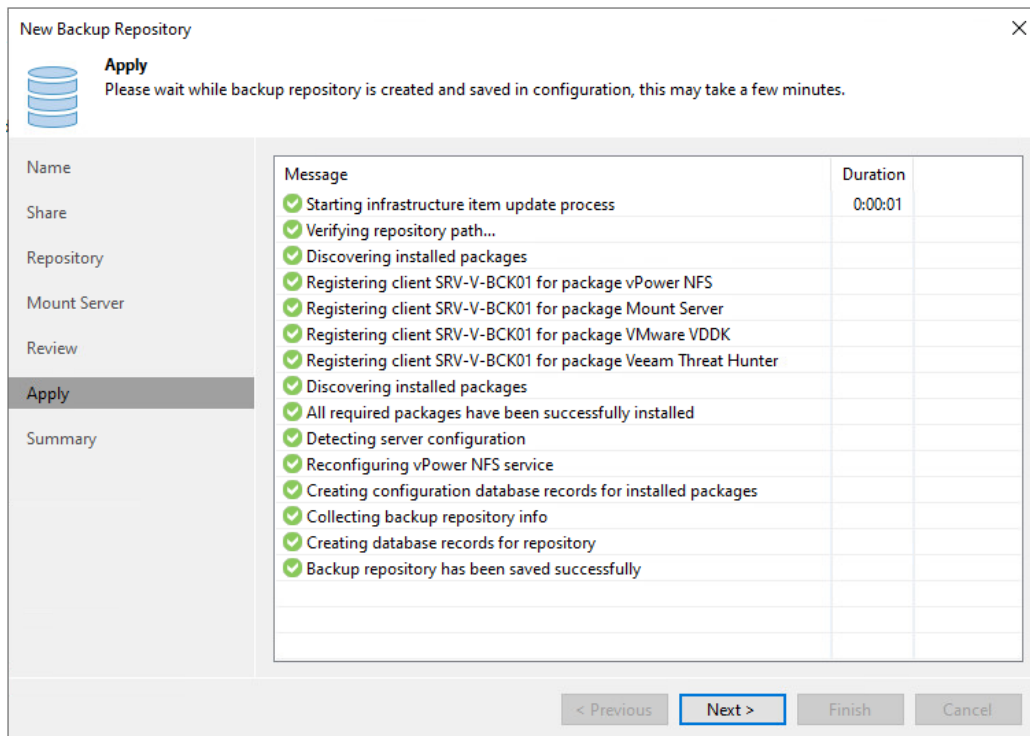 New Backup Repository
Apply
Please wait while backup repository is created and saved in configuration, this may take a few minutes.
Name
Share
Repository
Mount Server
Review
Apply
Summary
Message Duration
Starting infrastructure item update process 0:00:01
Verifying repository path...
Discovering installed packages
Registering client SRV-V-BCK01 for package vPower NFS
Registering client SRV-V-BCK01 for package Mount Server
Registering client SRV-V-BCK01 for package VMware VDDK
Registering client SRV-V-BCK01 for package Veeam Threat Hunter
Discovering installed packages
All required packages have been successfully installed
Detecting server configuration
Reconfiguring vPower NFS service
Creating configuration database records for installed packages
Collecting backup repository info
Creating database records for repository
Backup repository has been saved successfully
< Previous Next > Finish Cancel